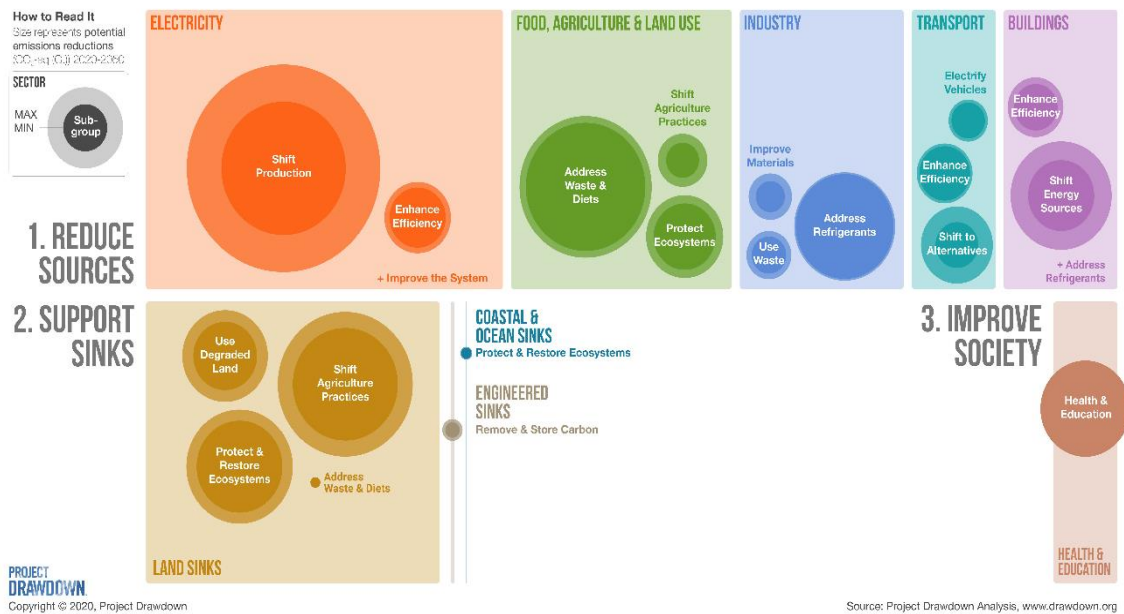 How to Read It
Size represents potential
emissions reductions
(CO₂-eq (Gt)) 2020-2050
SECTOR
MAX
MIN
Sub-
group
1. REDUCE
SOURCES
ELECTRICITY
Shift
Production
Enhance
Efficiency
+ Improve the System
FOOD, AGRICULTURE & LAND USE
Address
Waste &
Diets
Shift
Agriculture
Practices
Protect
Ecosystems
INDUSTRY
Improve
Materials
Use
Waste
Address
Refrigerants
TRANSPORT
Electrify
Vehicles
Enhance
Efficiency
Shift to
Alternatives
BUILDINGS
Enhance
Efficiency
Shift
Energy
Sources
+ Address
Refrigerants
2. SUPPORT
SINKS
Use
Degraded
Land
Shift
Agriculture
Practices
Protect &
Restore
Ecosystems
Address
Waste & Diets
LAND SINKS
COASTAL &
OCEAN SINKS
Protect & Restore Ecosystems
ENGINEERED
SINKS
Remove & Store Carbon
3. IMPROVE
SOCIETY
Health &
Education
HEALTH &
EDUCATION
PROJECT
DRAWDOWN.
Copyright © 2020, Project Drawdown
Source: Project Drawdown Analysis, www.drawdown.org